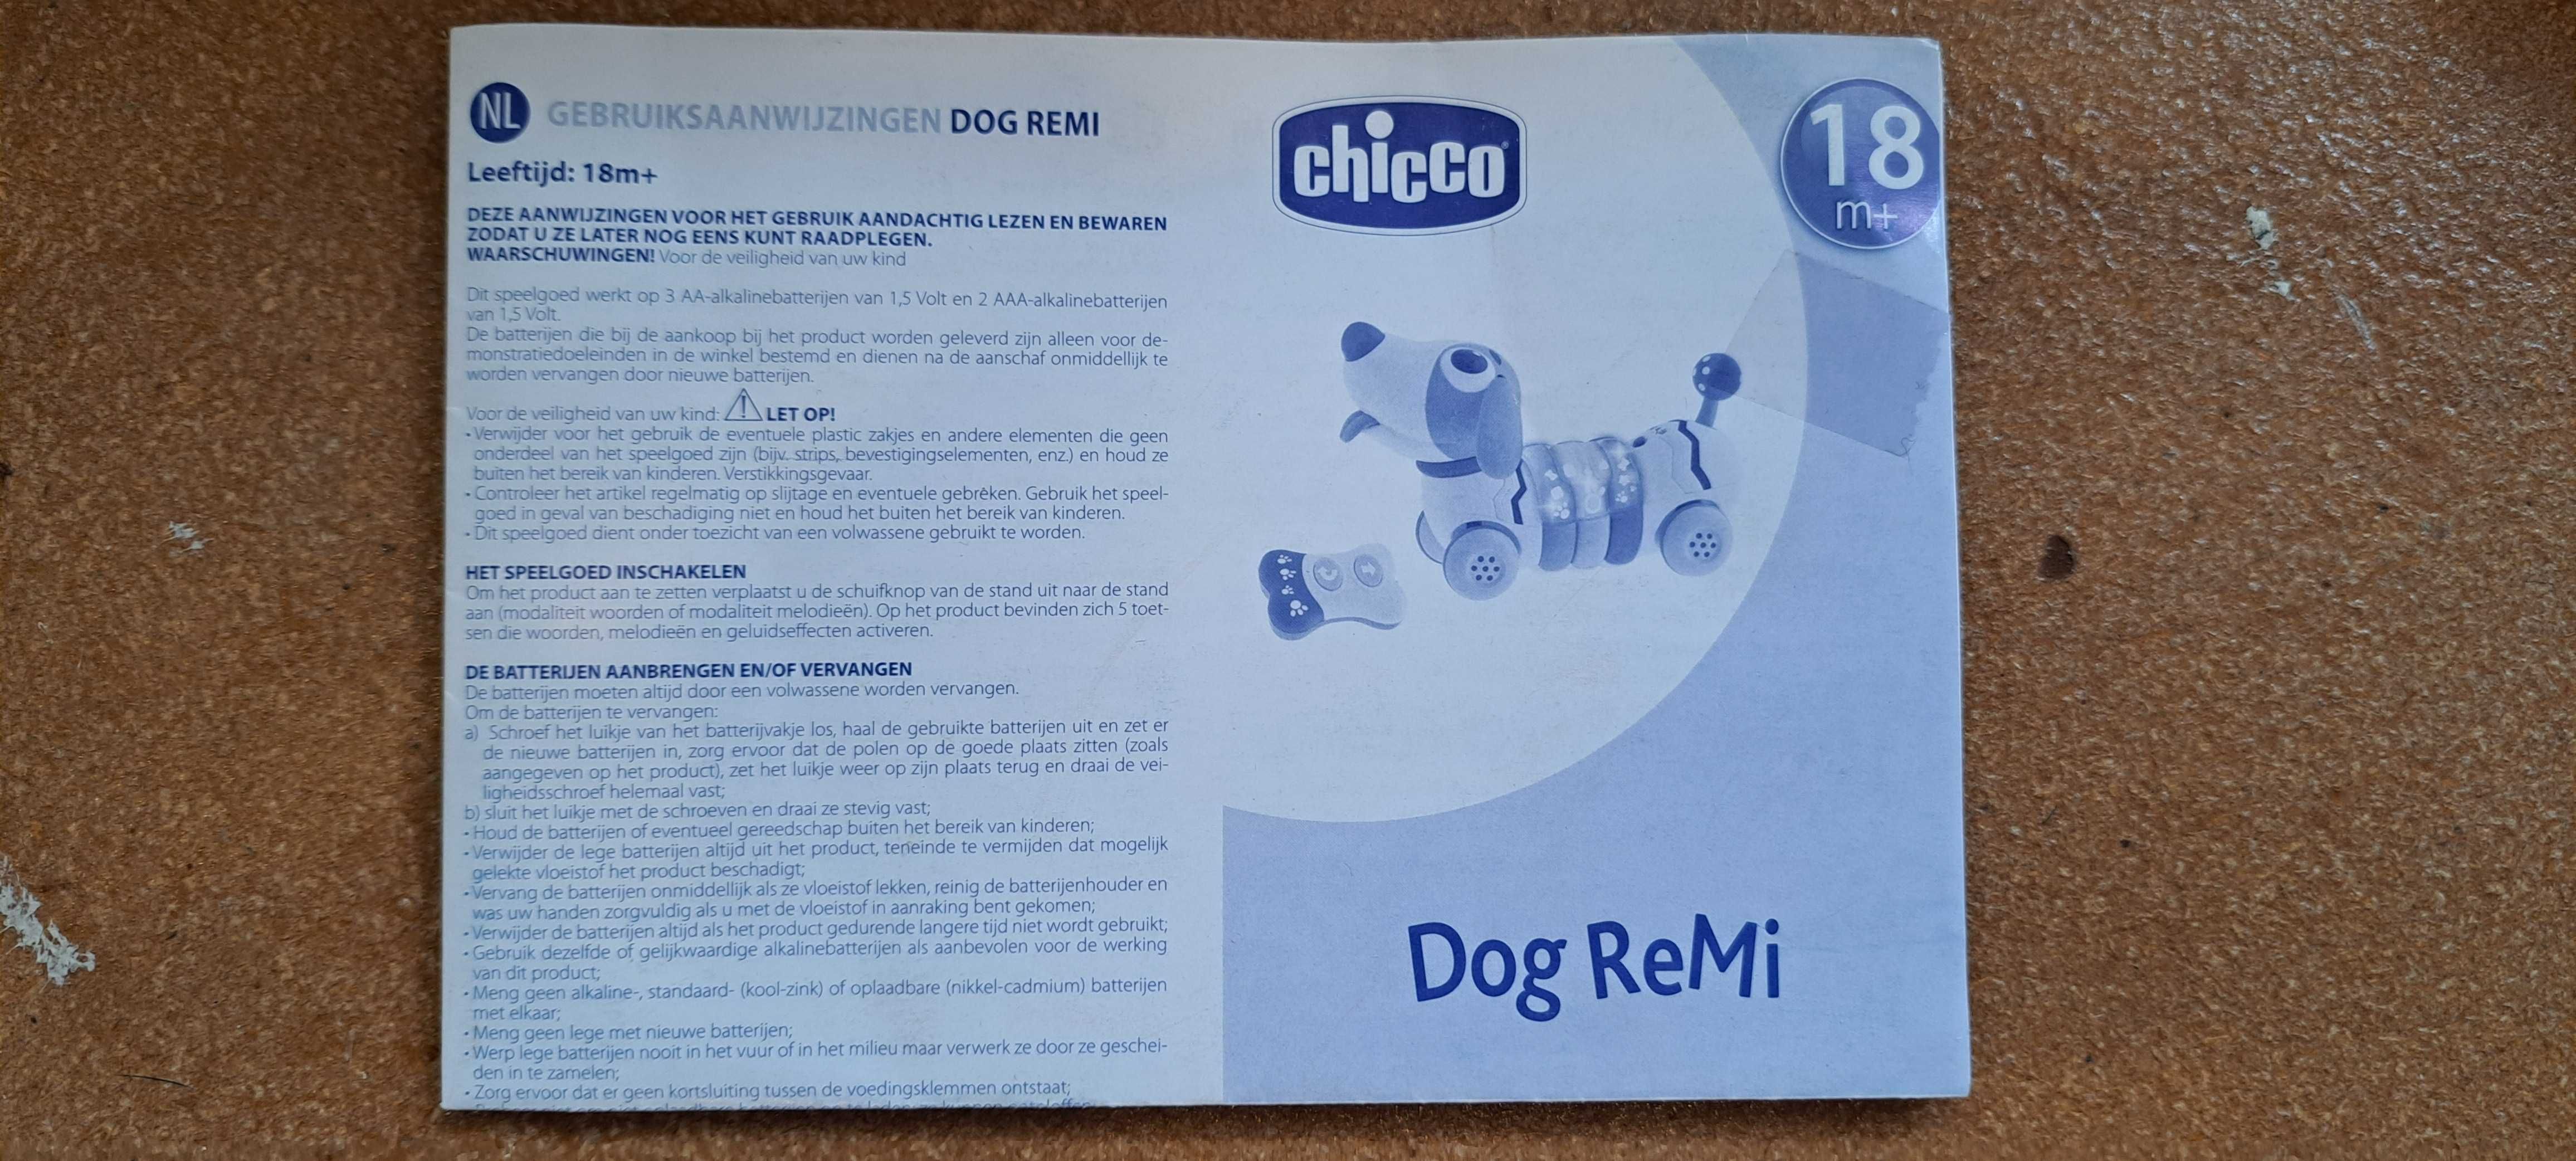 NL GEBRUIKSAANWIJZINGEN DOG REMI
Leeftijd: 18m+
DEZE AANWIJZINGEN VOOR HET GEBRUIK AANDACHTIG LEZEN EN BEWAREN
ZODAT U ZE LATER NOG EENS KUNT RAADPLEGEN.
WAARSCHUWINGEN! Voor de veiligheid van uw kind
Dit speelgoed werkt op 3 AA-alkalinebatterijen van 1,5 Volt en 2 AAA-alkalinebatterijen
van 1,5 Volt.
De batterijen die bij de aankoop bij het product worden geleverd zijn alleen voor de-
monstratiedoeleinden in de winkel bestemd en dienen na de aanschaf onmiddellijk te
worden vervangen door nieuwe batterijen.
Voor de veiligheid van uw kind: ⚠ LET OP!
• Verwijder voor het gebruik de eventuele plastic zakjes en andere elementen die geen
onderdeel van het speelgoed zijn (bijv. strips, bevestigingselementen, enz.) en houd ze
buiten het bereik van kinderen. Verstikkingsgevaar.
• Controleer het artikel regelmatig op slijtage en eventuele gebreken. Gebruik het speel-
goed in geval van beschadiging niet en houd het buiten het bereik van kinderen.
• Dit speelgoed dient onder toezicht van een volwassene gebruikt te worden.
HET SPEELGOED INSCHAKELEN
Om het product aan te zetten verplaatst u de schuifknop van de stand uit naar de stand
aan (modaliteit woorden of modaliteit melodieën). Op het product bevinden zich 5 toet-
sen die woorden, melodieën en geluidseffecten activeren.
DE BATTERIJEN AANBRENGEN EN/OF VERVANGEN
De batterijen moeten altijd door een volwassene worden vervangen.
Om de batterijen te vervangen:
a) Schroef het luikje van het batterijvakje los, haal de gebruikte batterijen uit en zet er
de nieuwe batterijen in, zorg ervoor dat de polen op de goede plaats zitten (zoals
aangegeven op het product), zet het luikje weer op zijn plaats terug en draai de vei-
ligheidsschroef helemaal vast;
b) sluit het luikje met de schroeven en draai ze stevig vast;
• Houd de batterijen of eventueel gereedschap buiten het bereik van kinderen;
• Verwijder de lege batterijen altijd uit het product, teneinde te vermijden dat mogelijk
gelekte vloeistof het product beschadigt;
• Vervang de batterijen onmiddellijk als ze vloeistof lekken, reinig de batterijenhouder en
was uw handen zorgvuldig als u met de vloeistof in aanraking bent gekomen;
• Verwijder de batterijen altijd als het product gedurende langere tijd niet wordt gebruikt;
• Gebruik dezelfde of gelijkwaardige alkalinebatterijen als aanbevolen voor de werking
van dit product;
• Meng geen alkaline-, standaard- (kool-zink) of oplaadbare (nikkel-cadmium) batterijen
met elkaar;
• Meng geen lege met nieuwe batterijen;
• Werp lege batterijen nooit in het vuur of in het milieu maar verwerk ze door ze geschei-
den in te zamelen;
• Zorg ervoor dat er geen kortsluiting tussen de voedingsklemmen ontstaat;
chicco
18
m+
Dog ReMi